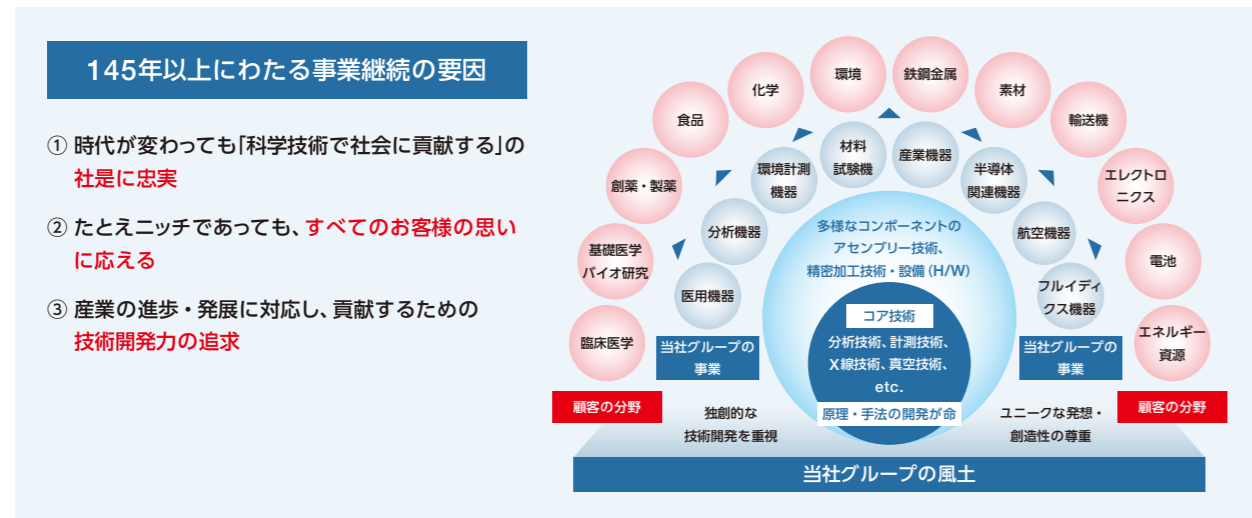 145年以上にわたる事業継続の要因
① 時代が変わっても「科学技術で社会に貢献する」の
社是に忠実
② たとえニッチであっても、すべてのお客様の思い
に応える
③ 産業の進歩・発展に対応し、貢献するための
技術開発力の追求
臨床医学
基礎医学
バイオ研究
創薬・製薬
食品
化学
環境
鉄鋼金属
素材
輸送機
エレクトロ
ニクス
電池
エネルギー
資源
医用機器
分析機器
環境計測
機器
材料
試験機
産業機器
半導体
関連機器
航空機器
フルイディ
クス機器
多様なコンポーネントの
アセンブリー技術、
精密加工技術・設備(H/W)
コア技術
分析技術、計測技術、
X線技術、真空技術、
etc.
原理・手法の開発が命
当社グループの
事業
当社グループの
事業
顧客の分野
顧客の分野
独創的な
技術開発を重視
ユニークな発想・
創造性の尊重
当社グループの風土